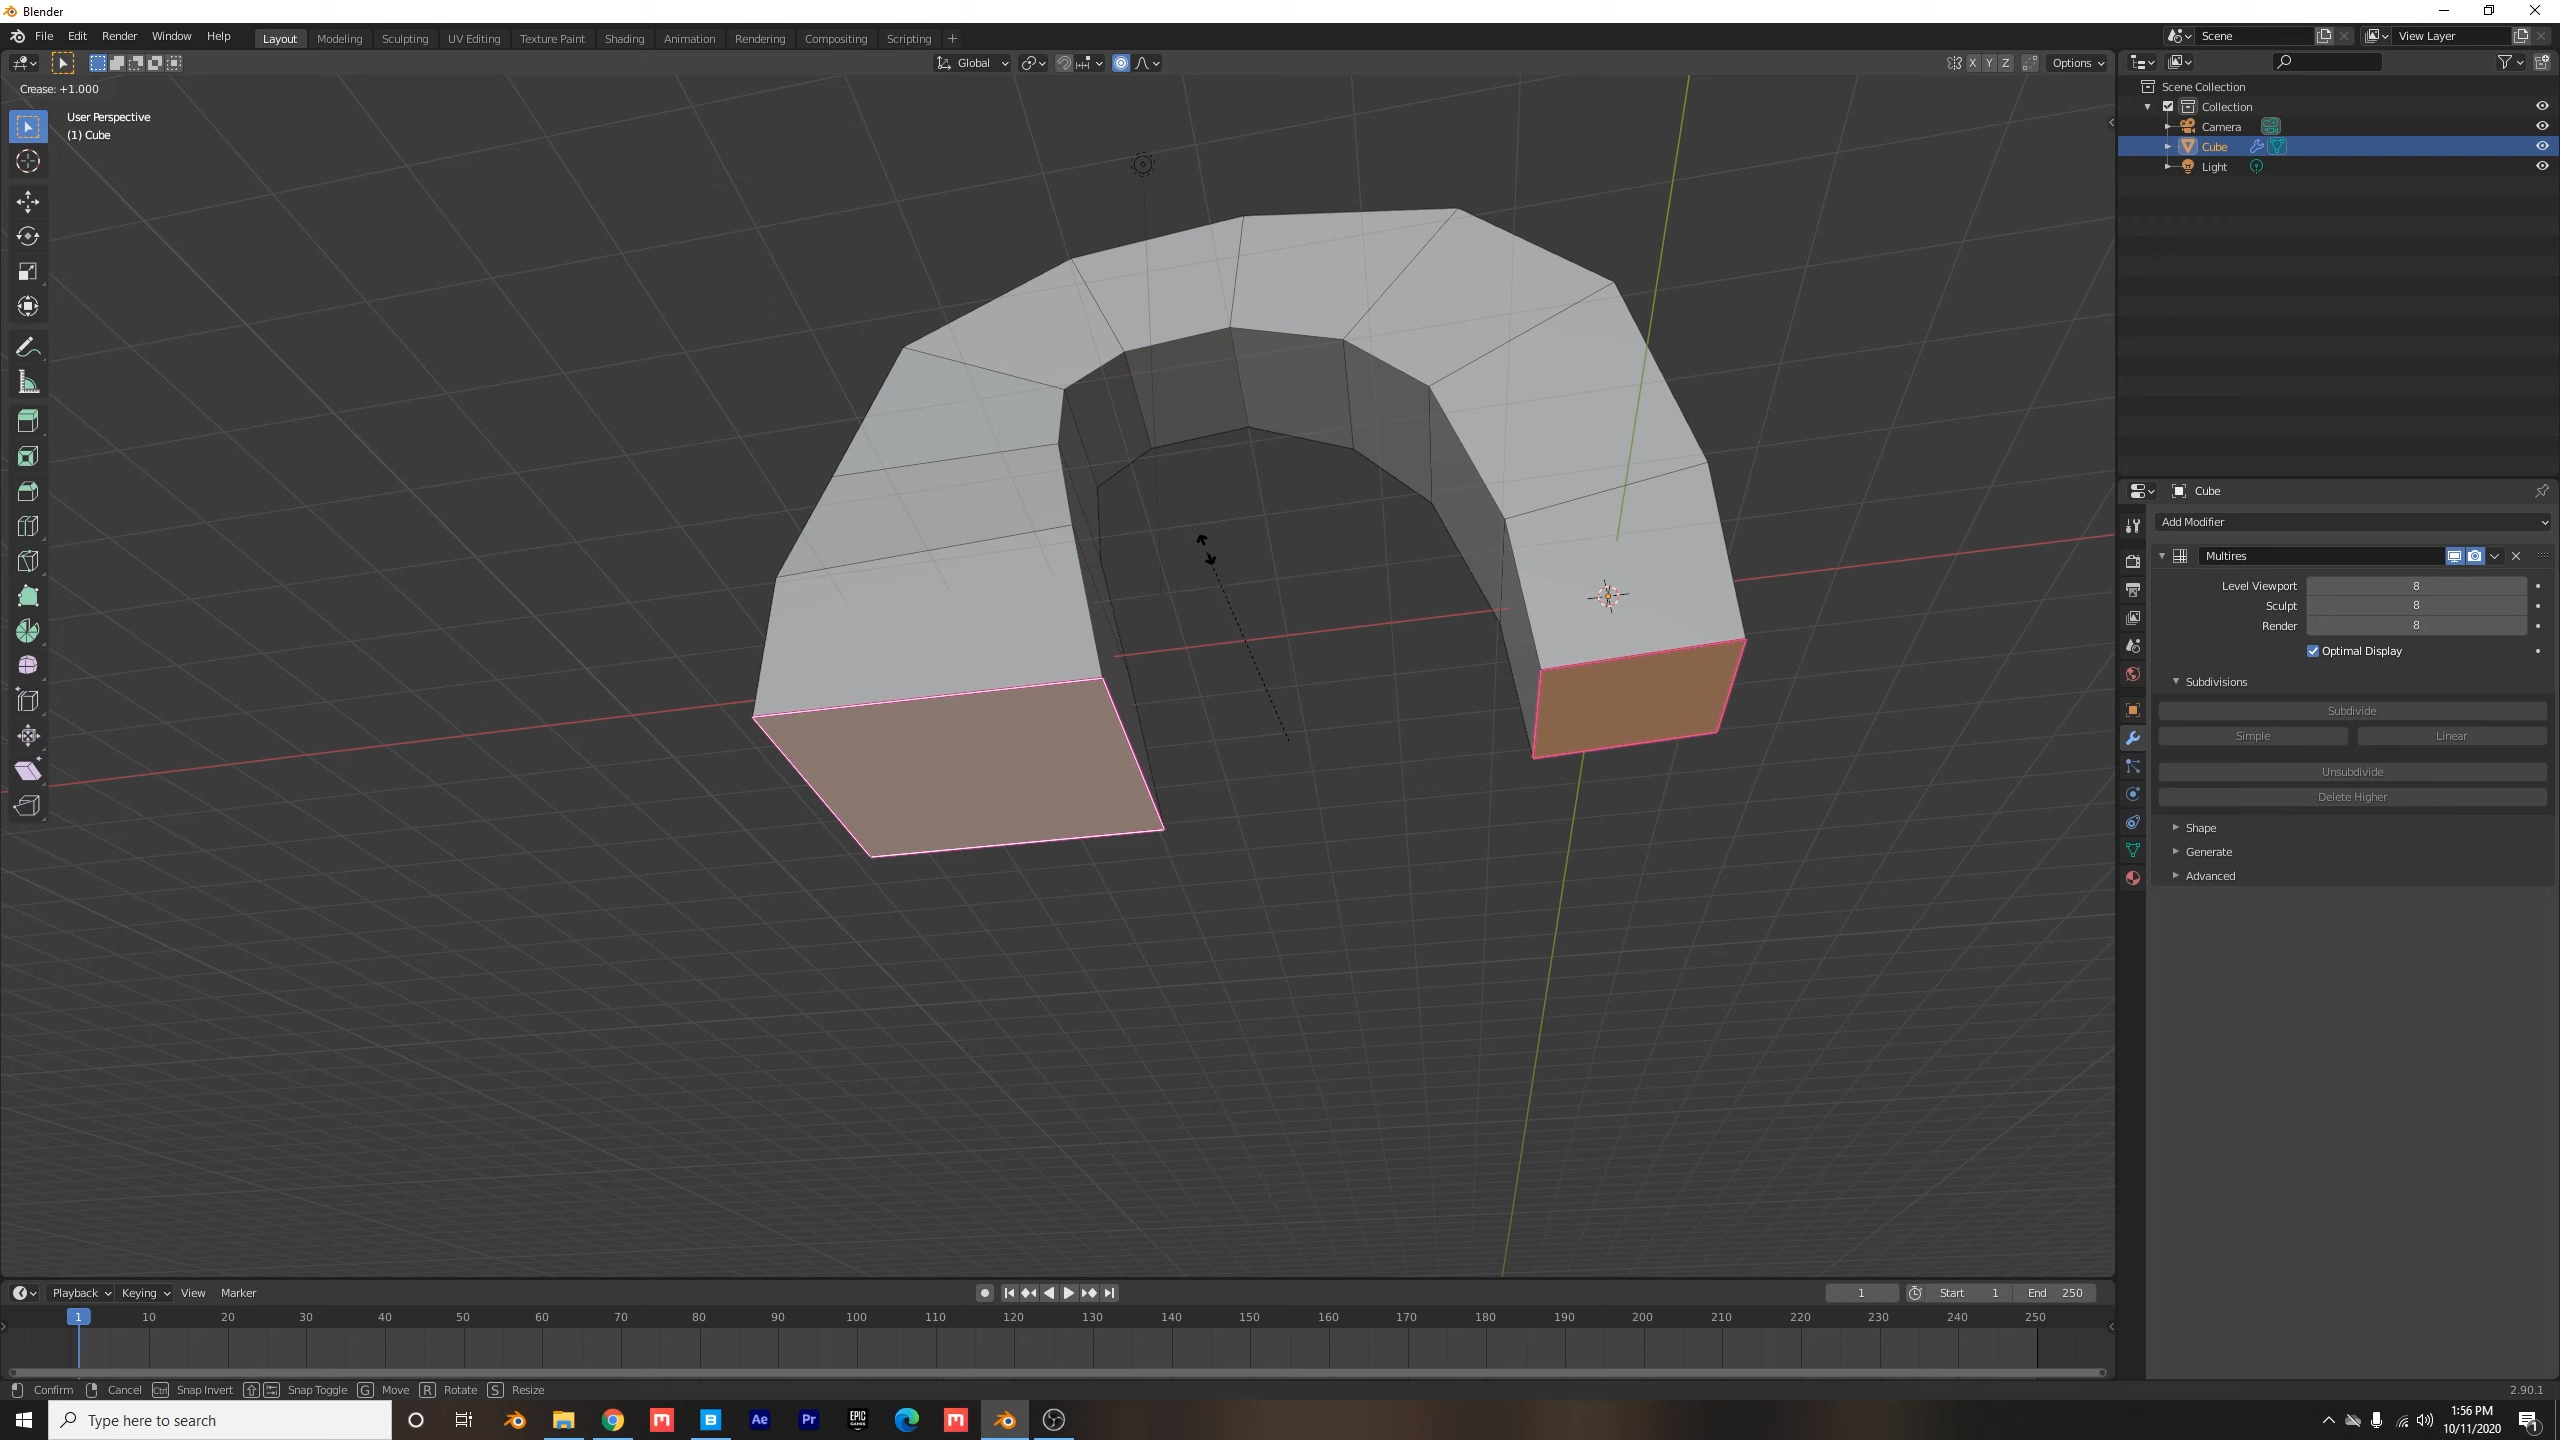 Blender
File Edit Render Window Help Layout Modeling Sculpting UV Editing Texture Paint Shading Animation Rendering Compositing Scripting + Scene View Layer
Global X Y Z Options
Crease: +1.000
User Perspective
(1) Cube
Scene Collection
Collection
Camera
Cube
Light
Cube
Add Modifier
Multires
Level Viewport 8
Sculpt 8
Render 8
Optimal Display
Subdivisions
Subdivide
Simple Linear
Unsubdivide
Delete Higher
Shape
Generate
Advanced
Playback Keying View Marker 1 Start 1 End 250
1 10 20 30 40 50 60 70 80 90 100 110 120 130 140 150 160 170 180 190 200 210 220 230 240 250
Confirm Cancel Ctrl Snap Invert Snap Toggle G Move R Rotate S Resize 2.90.1
Type here to search M B Ae Pr EPIC GAMES M 1:56 PM
10/11/2020 1